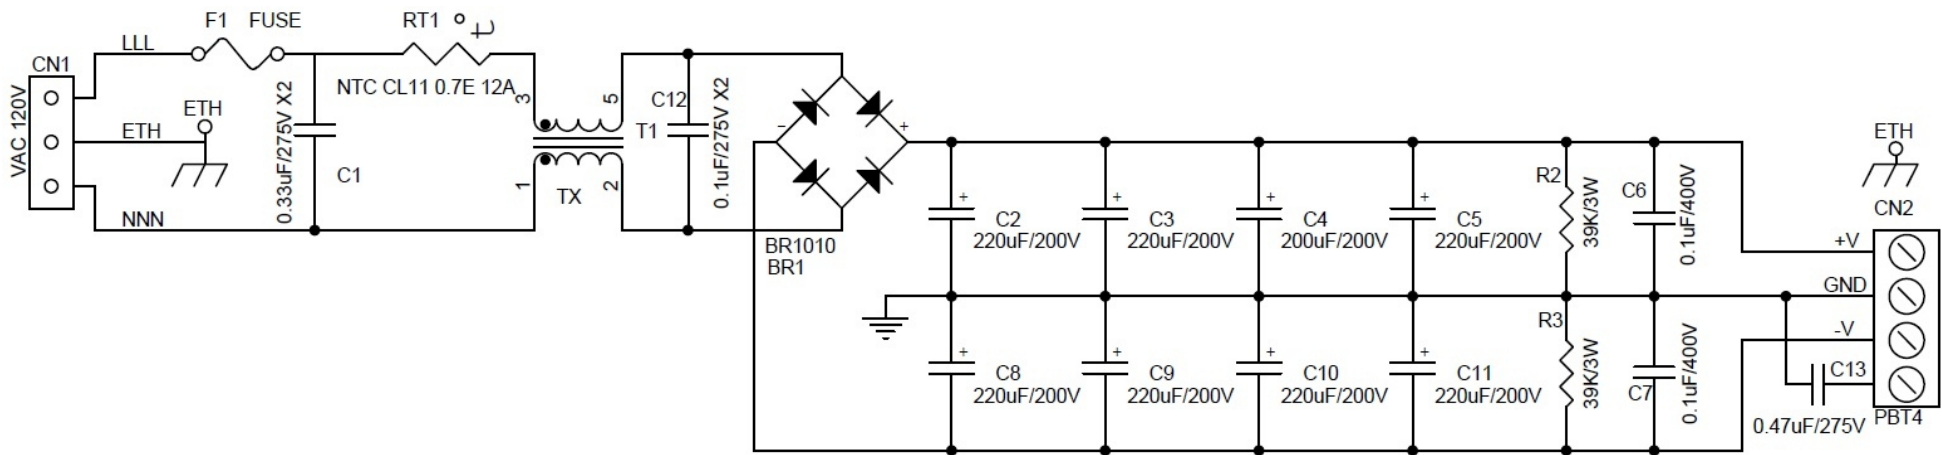 F1 FUSE
RT1
t
LLL
CN1
NTC CL11 0.7E 12A
VAC 120V
ETH
ETH
0.33uF/275V X2
C1
NNN
3
5
T1
1
2
TX
C12
0.1uF/275V X2
-
+
BR1010
BR1
+
C2
220uF/200V
+
C3
220uF/200V
+
C4
200uF/200V
+
C5
220uF/200V
R2
39K/3W
C6
0.1uF/400V
+
C8
220uF/200V
+
C9
220uF/200V
+
C10
220uF/200V
+
C11
220uF/200V
R3
39K/3W
C7
0.1uF/400V
ETH
CN2
+V
GND
-V
C13
0.47uF/275V
PBT4